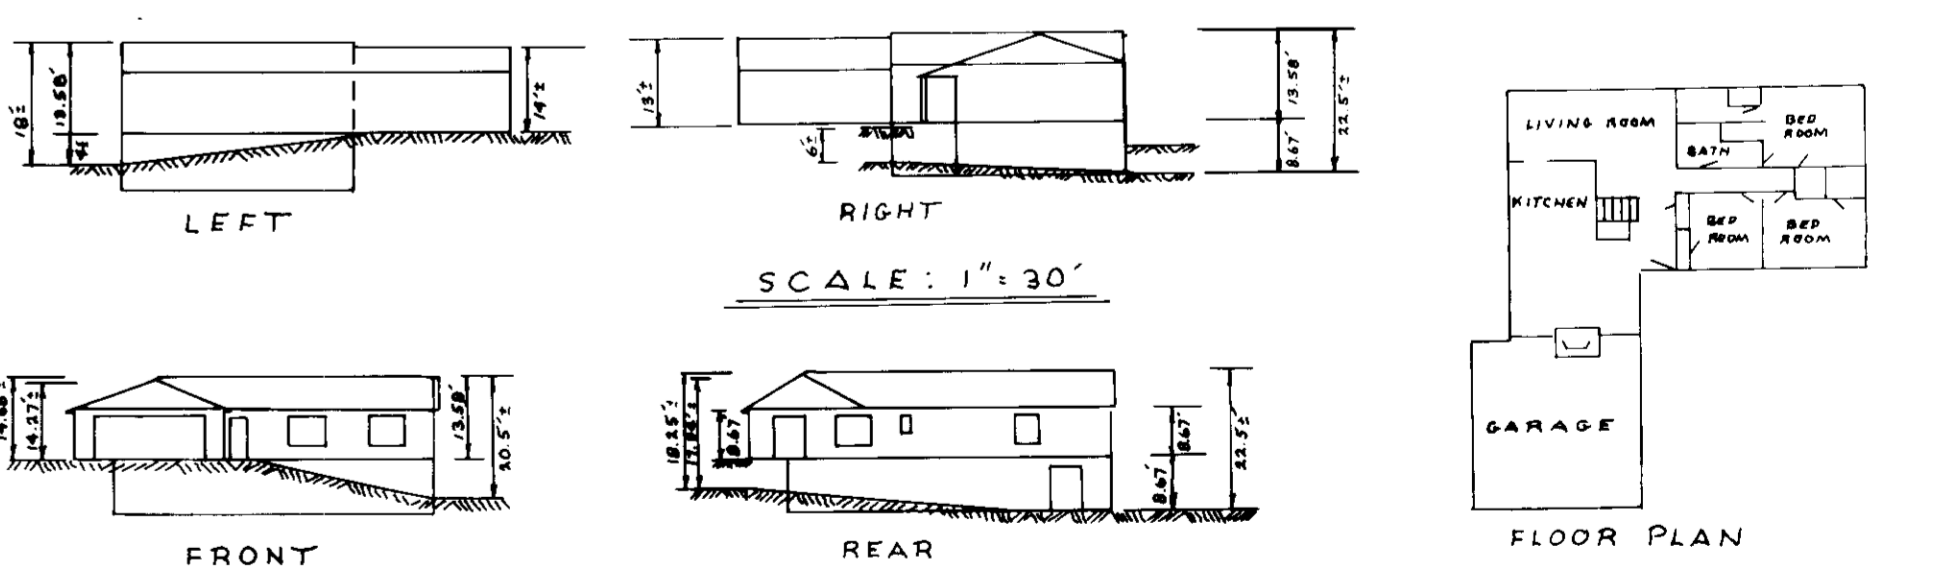 18'±
13.58'
4'±
14'±
LEFT
13'±
6'±
13.58'
8.67'
22.5'±
RIGHT
SCALE: 1"=30'
14.27'±
13.58'
20.5'±
FRONT
18.25'±
8.67
8.67'
8.67'
22.5'±
REAR
LIVING ROOM
BED
ROOM
BATH
KITCHEN
BED
ROOM
BED
ROOM
GARAGE
FLOOR PLAN